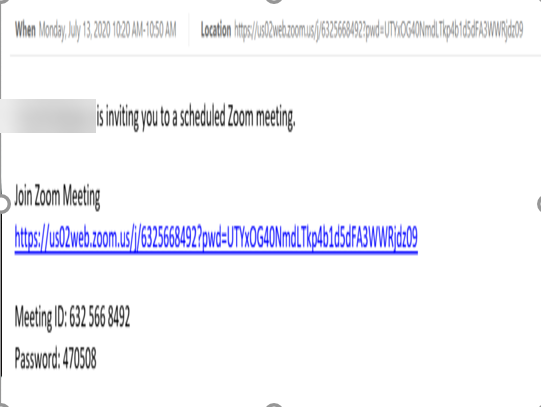 When Monday, July 13, 2020 10:20 AM-10:50 AM Location https://us02web.zoom.us/j/6325668492?pwd=UTYxOG40NmdLTkp4b1d5dFA3WWRjdz09
is inviting you to a scheduled Zoom meeting.
Join Zoom Meeting
https://us02web.zoom.us/j/6325668492?pwd=UTYxOG40NmdLTkp4b1d5dFA3WWRjdz09
Meeting ID: 632 566 8492
Password: 470508